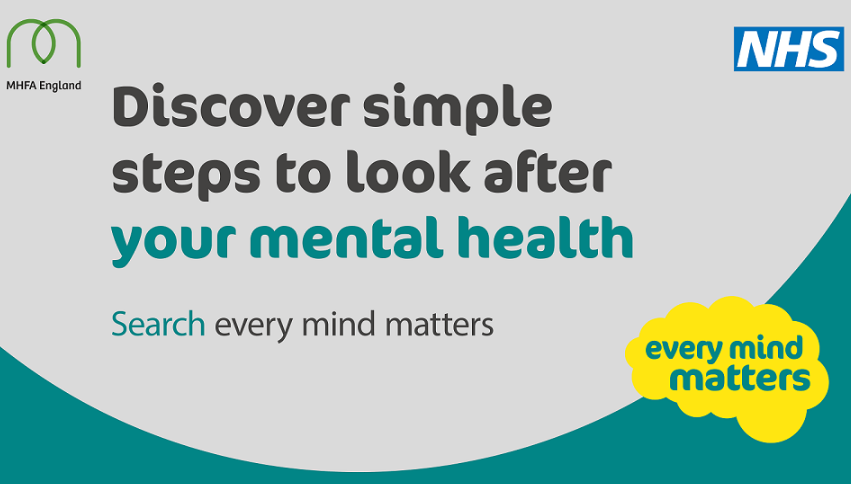 MHFA England
NHS
Discover simple
steps to look after
your mental health
Search every mind matters
every mind
matters